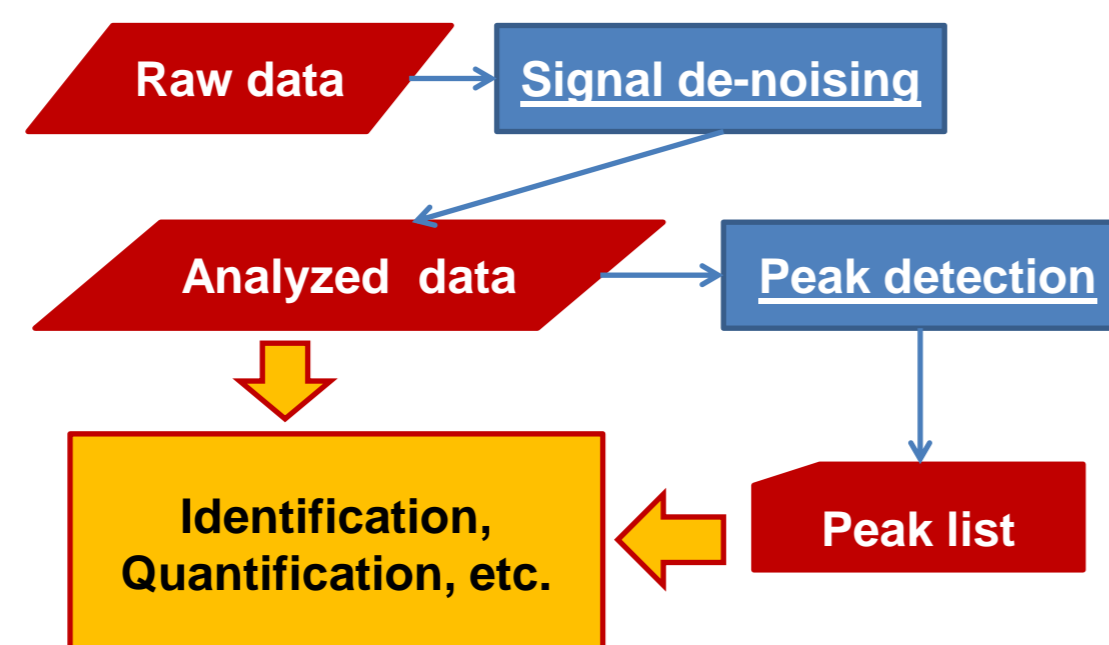 Raw data
Signal de-noising
Analyzed data
Peak detection
Identification,
Quantification, etc.
Peak list